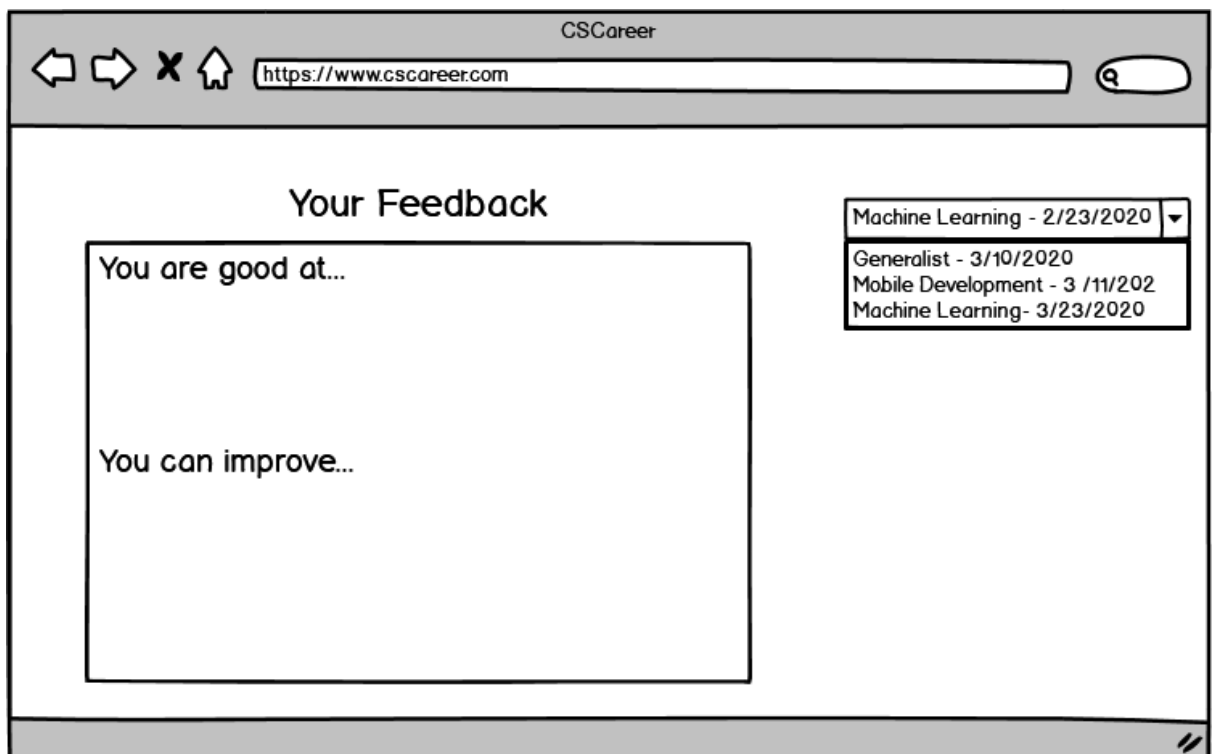 CSCareer
https://www.cscareer.com
Your Feedback
Machine Learning - 2/23/2020
Generalist - 3/10/2020
Mobile Development - 3 /11/202
Machine Learning- 3/23/2020
You are good at...
You can improve...